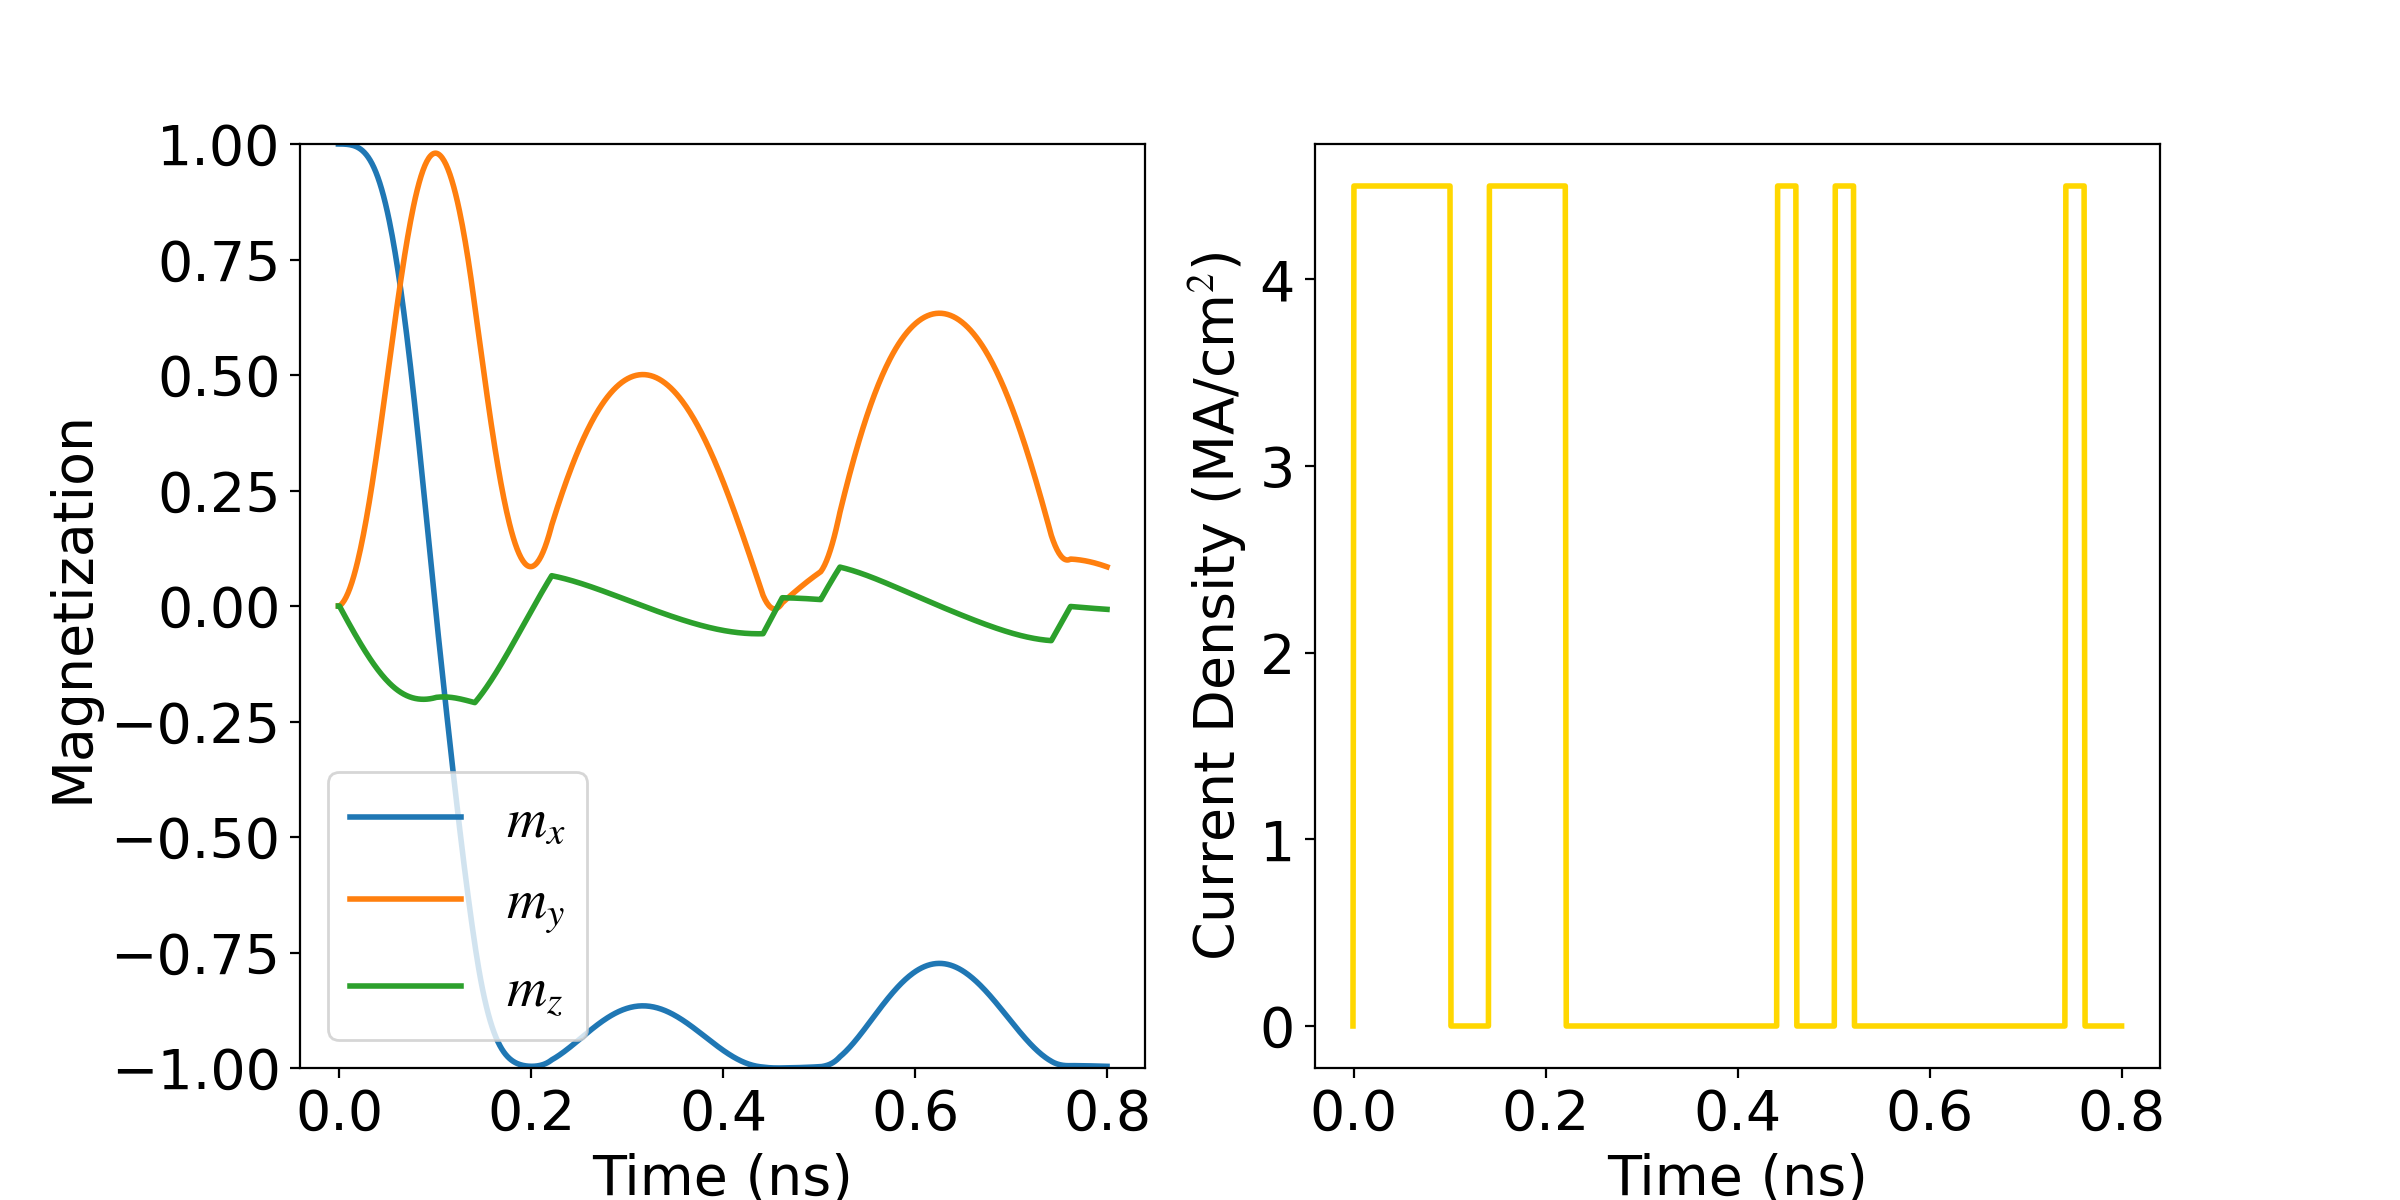 Magnetization
1.00
0.75
0.50
0.25
0.00
−0.25
−0.50
−0.75
−1.00
m_x
m_y
m_z
0.0 0.2 0.4 0.6 0.8
Time (ns)
Current Density (MA/cm²)
4
3
2
1
0
0.0 0.2 0.4 0.6 0.8
Time (ns)